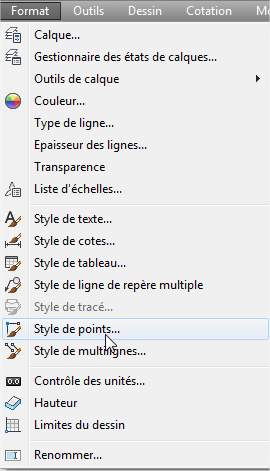 Format Outils Dessin Cotation
Calque...
Gestionnaire des états de calques...
Outils de calque
Couleur...
Type de ligne...
Epaisseur des lignes...
Transparence
Liste d'échelles...
Style de texte...
Style de cotes...
Style de tableau...
Style de ligne de repère multiple
Style de tracé...
Style de points...
Style de multilignes...
0.0 Contrôle des unités...
Hauteur
Limites du dessin
Renommer...